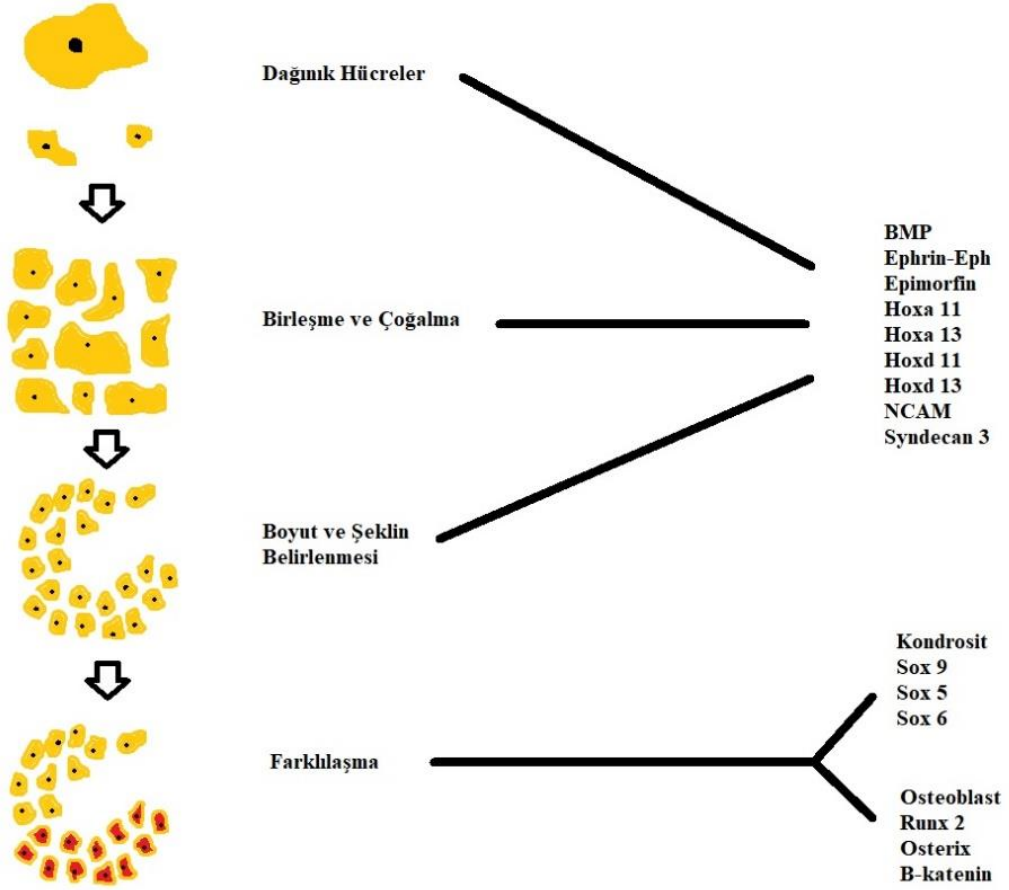 Dağınık Hücreler
BMP
Ephrin-Eph
Epimorfin
Hoxa 11
Hoxa 13
Hoxd 11
Hoxd 13
NCAM
Syndecan 3
Birleşme ve Çoğalma
Boyut ve Şeklin
Belirlenmesi
Kondrosit
Sox 9
Sox 5
Sox 6
Farklılaşma
Osteoblast
Runx 2
Osterix
B-katenin